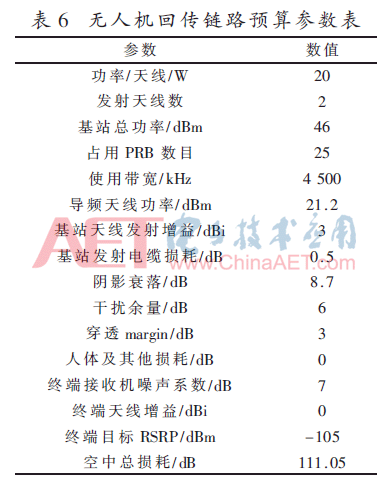 表 6 无人机回传链路预算参数表
参数 数值
功率/天线/W 20
发射天线数 2
基站总功率/dBm 46
占用 PRB 数目 25
使用带宽/kHz 4 500
导频天线功率/dBm 21.2
基站天线发射增益/dBi 3
基站发射电缆损耗/dB 0.5
阴影衰落/dB 8.7
干扰余量/dB 6
穿透 margin/dB 3
人体及其他损耗/dB 0
终端接收机噪声系数/dB 7
终端天线增益/dBi 0
终端目标 RSRP/dBm -105
空中总损耗/dB 111.05
AET 电子技术应用
www.ChinaAET.com